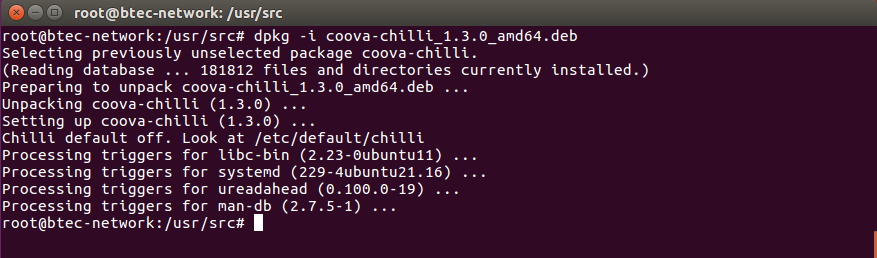 root@btec-network: /usr/src
root@btec-network:/usr/src# dpkg -i coova-chilli_1.3.0_amd64.deb
Selecting previously unselected package coova-chilli.
(Reading database ... 181812 files and directories currently installed.)
Preparing to unpack coova-chilli_1.3.0_amd64.deb ...
Unpacking coova-chilli (1.3.0) ...
Setting up coova-chilli (1.3.0) ...
Chilli default off. Look at /etc/default/chilli
Processing triggers for libc-bin (2.23-0ubuntu11) ...
Processing triggers for systemd (229-4ubuntu21.16) ...
Processing triggers for ureadahead (0.100.0-19) ...
Processing triggers for man-db (2.7.5-1) ...
root@btec-network:/usr/src#